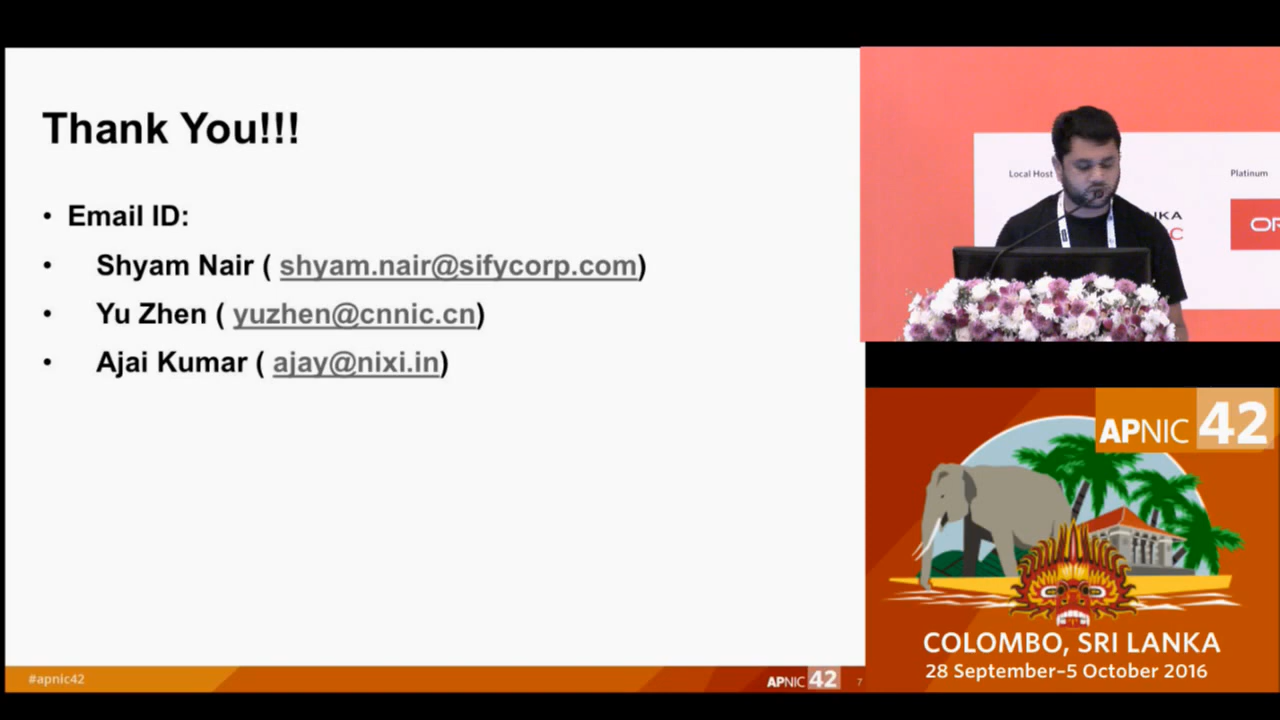 Thank You!!!
• Email ID:
• Shyam Nair ( shyam.nair@sifycorp.com)
• Yu Zhen ( yuzhen@cnnic.cn)
• Ajai Kumar ( ajay@nixi.in)
#apnic42
APNIC 42
7
Local Host
Platinum
APNIC 42
COLOMBO, SRI LANKA
28 September–5 October 2016